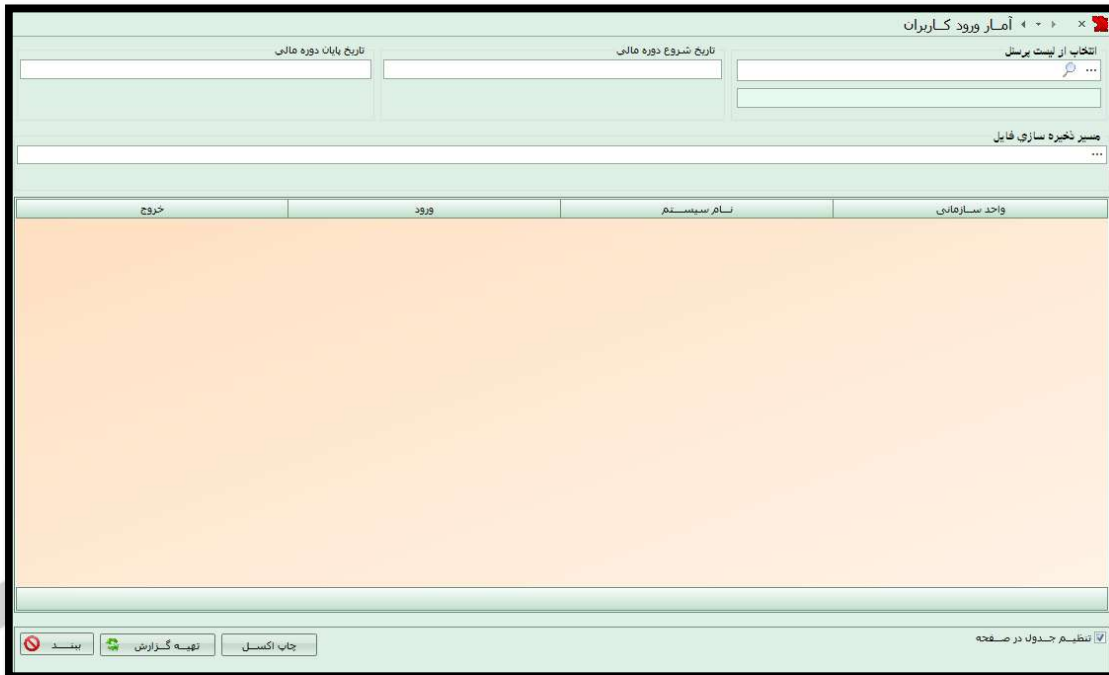 آمـار ورود کـاربران
انتخاب از لیست پرسنل
تاریخ شروع دوره مالی
تاریخ پایان دوره مالی
...
مسیر ذخیره سازی فایل
...
واحد سـازمانی
نـام سیسـتم
ورود
خروج
تنظیـم جـدول در صـفحه
چاپ اکسـل
تهیـه گـزارش
ببنـد